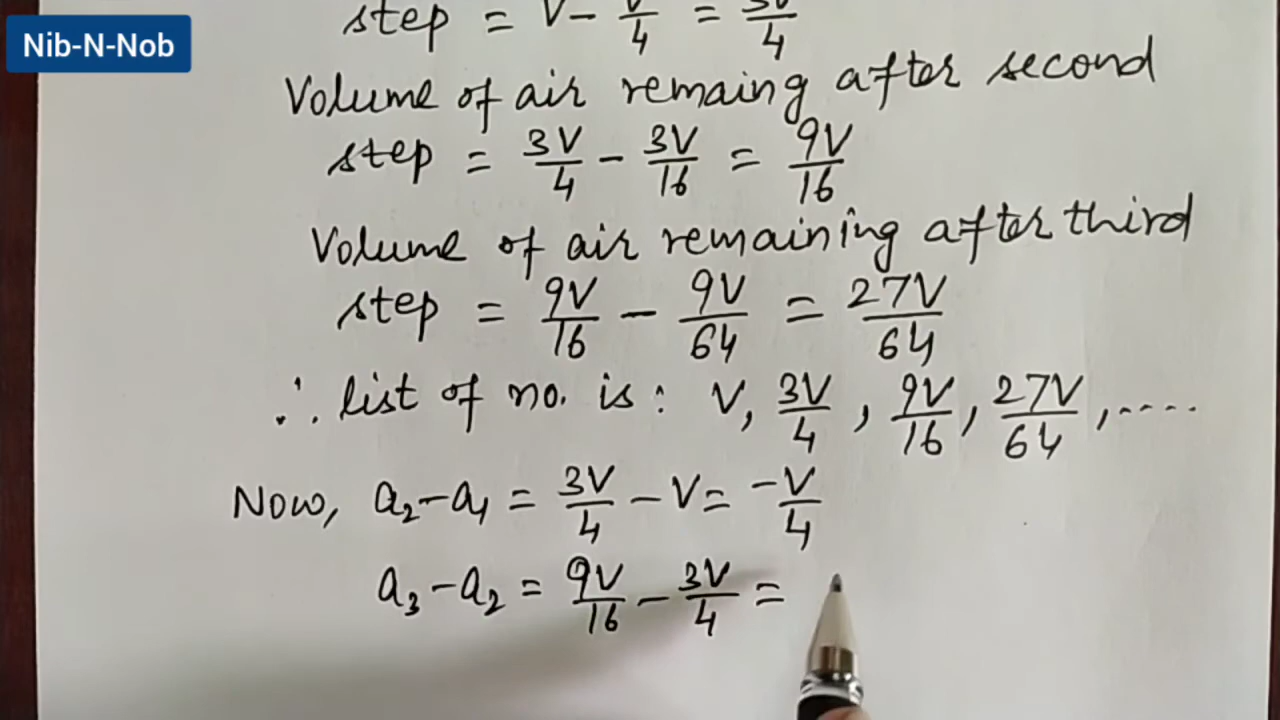 Nib-N-Nob
step = V - V/4 = 3V/4
Volume of air remaing after second
step = 3V/4 - 3V/16 = 9V/16
Volume of air remaining after third
step = 9V/16 - 9V/64 = 27V/64
∴ list of no. is : V, 3V/4, 9V/16, 27V/64, .....
Now, a₂-a₁ = 3V/4 - V = -V/4
a₃-a₂ = 9V/16 - 3V/4 =